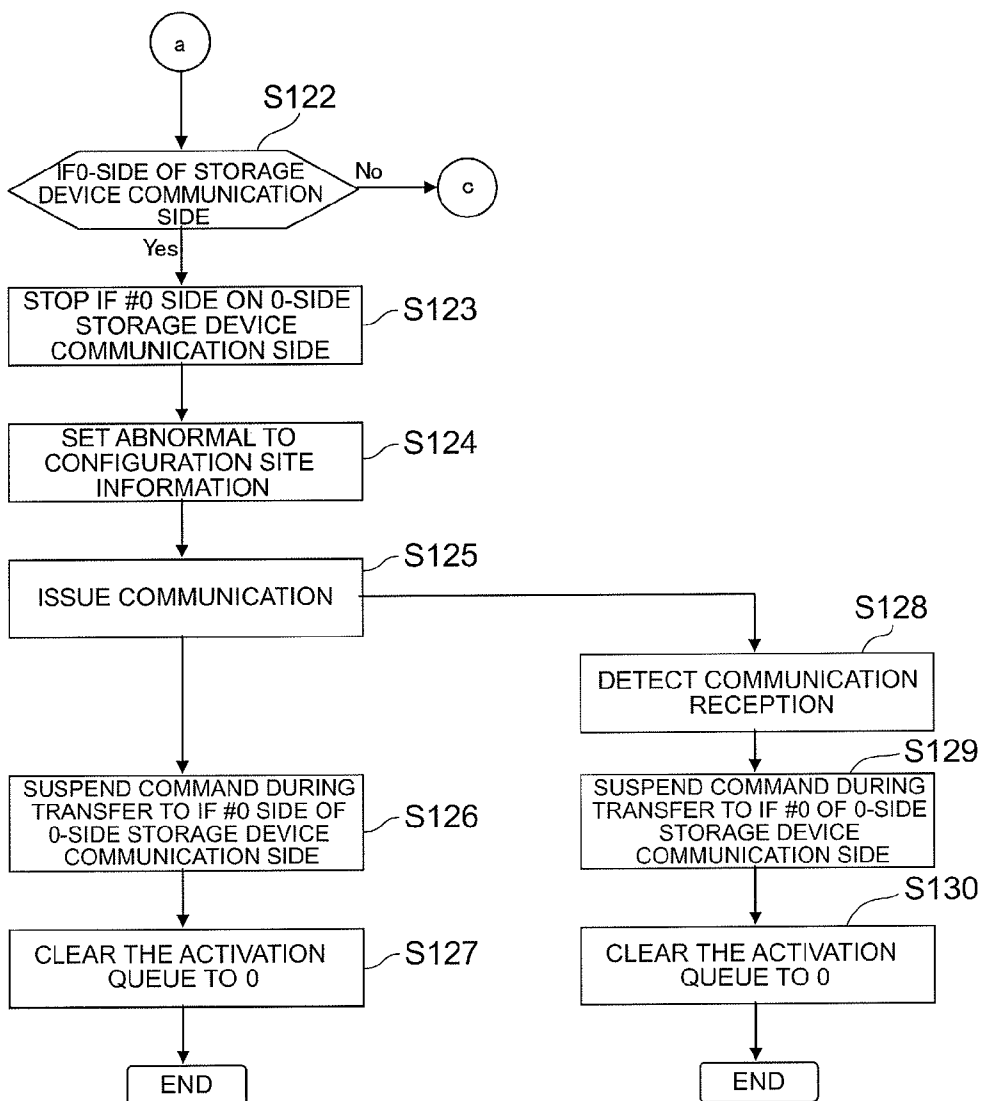 a
S122
IF0-SIDE OF STORAGE
DEVICE COMMUNICATION
SIDE
No
c
Yes
STOP IF #0 SIDE ON 0-SIDE
STORAGE DEVICE
COMMUNICATION SIDE
S123
SET ABNORMAL TO
CONFIGURATION SITE
INFORMATION
S124
ISSUE COMMUNICATION
S125
SUSPEND COMMAND DURING
TRANSFER TO IF #0 SIDE OF
0-SIDE STORAGE DEVICE
COMMUNICATION SIDE
S126
CLEAR THE ACTIVATION
QUEUE TO 0
S127
END
S128
DETECT COMMUNICATION
RECEPTION
S129
SUSPEND COMMAND DURING
TRANSFER TO IF #0 OF 0-SIDE
STORAGE DEVICE
COMMUNICATION SIDE
S130
CLEAR THE ACTIVATION
QUEUE TO 0
END